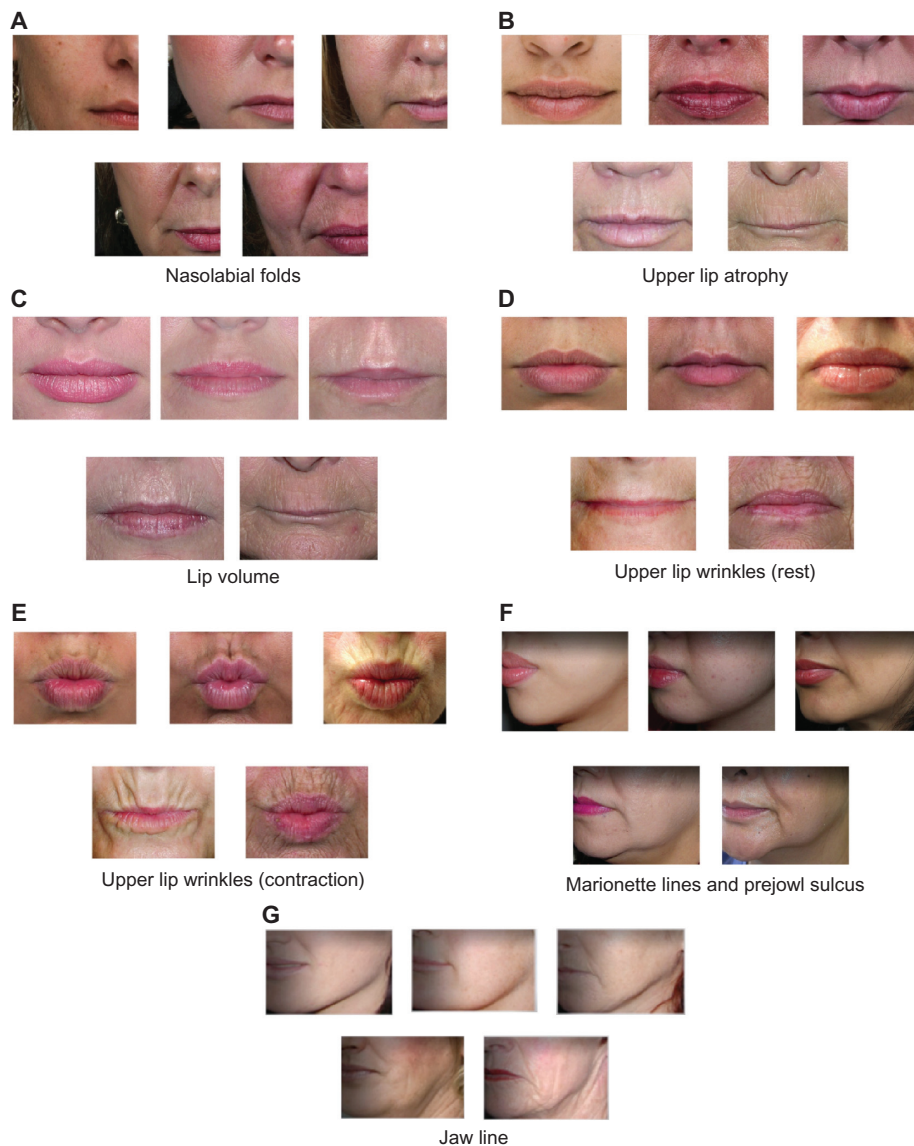 A
B
Nasolabial folds
Upper lip atrophy
C
D
Lip volume
Upper lip wrinkles (rest)
E
F
Upper lip wrinkles (contraction)
Marionette lines and prejowl sulcus
G
Jaw line